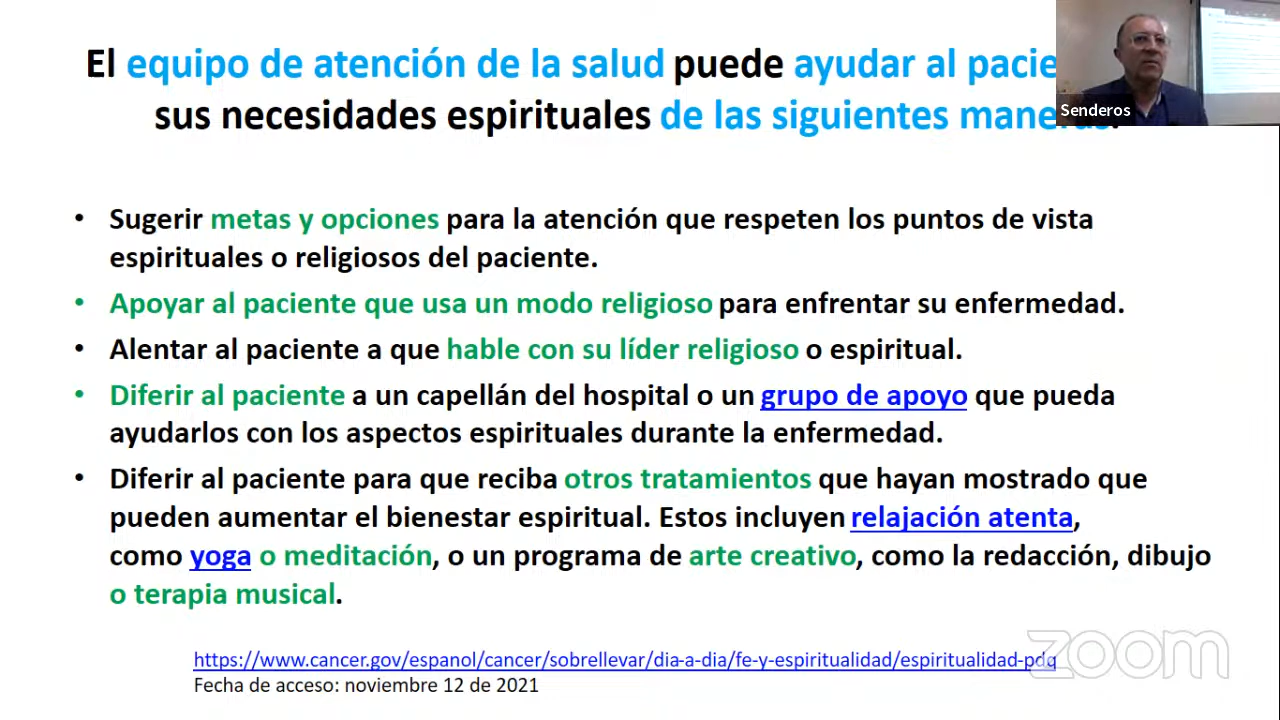 El equipo de atención de la salud puede ayudar al pacie
sus necesidades espirituales de las siguientes maneras:
Senderos
• Sugerir metas y opciones para la atención que respeten los puntos de vista
espirituales o religiosos del paciente.
• Apoyar al paciente que usa un modo religioso para enfrentar su enfermedad.
• Alentar al paciente a que hable con su líder religioso o espiritual.
• Diferir al paciente a un capellán del hospital o un grupo de apoyo que pueda
ayudarlos con los aspectos espirituales durante la enfermedad.
• Diferir al paciente para que reciba otros tratamientos que hayan mostrado que
pueden aumentar el bienestar espiritual. Estos incluyen relajación atenta,
como yoga o meditación, o un programa de arte creativo, como la redacción, dibujo
o terapia musical.
https://www.cancer.gov/espanol/cancer/sobrellevar/dia-a-dia/fe-y-espiritualidad/espiritualidad-pdq
Fecha de acceso: noviembre 12 de 2021
zoom